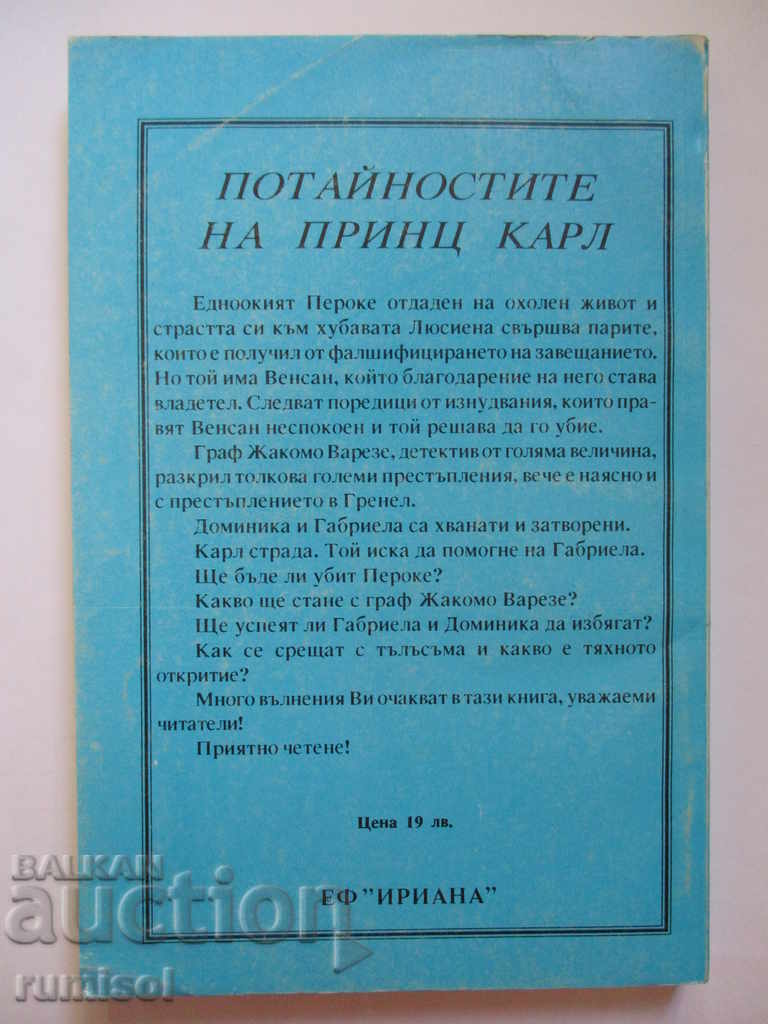 ПОТАЙНОСТИТЕ
НА ПРИНЦ КАРЛ
Едноокият Пероке отдаден на охолен живот и
страстта си към хубавата Люсиена свършва парите,
които е получил от фалшифицирането на завещанието.
Но той има Венсан, който благодарение на него става
владетел. Следват поредици от изнудвания, които пра-
вят Венсан неспокоен и той решава да го убие.
Граф Жакомо Варезе, детектив от голяма величина,
разкрил толкова големи престъпления, вече е наясно и
с престъплението в Гренел.
Доминика и Габриела са хванати и затворени.
Карл страда. Той иска да помогне на Габриела.
Ще бъде ли убит Пероке?
Какво ще стане с граф Жакомо Варезе?
Ще успеят ли Габриела и Доминика да избягат?
Как се срещат с тълъсъма и какво е тяхното
откритие?
Много вълнения Ви очакват в тази книга, уважаеми
читатели!
Приятно четене!
Цена 19 лв.
ЕФ "ИРИАНА"
BALKAN
auction
rumisol